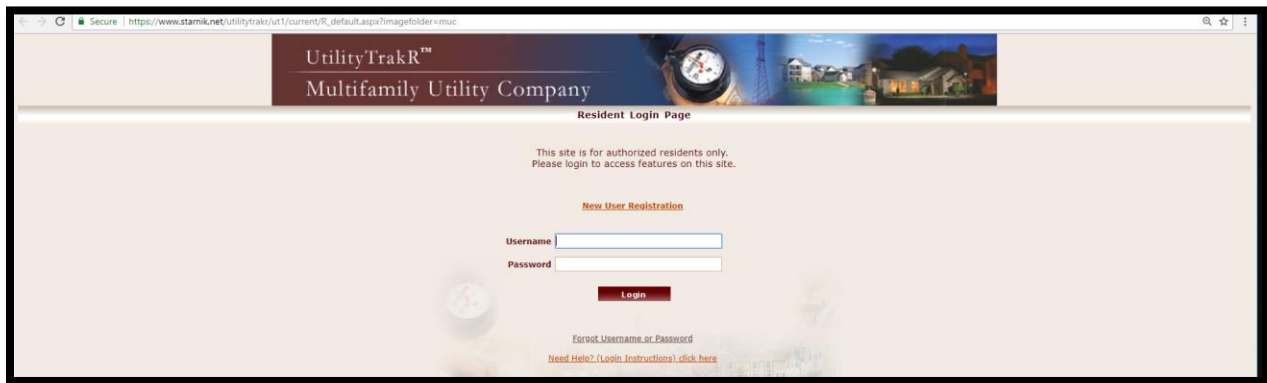 Secure | https://www.starnik.net/utilitytrakr/ut1/current/R_default.aspx?imagefolder=muc
UtilityTrakR™
Multifamily Utility Company
Resident Login Page
This site is for authorized residents only.
Please login to access features on this site.
New User Registration
Username
Password
Login
Forgot Username or Password
Need Help? (Login Instructions) click here